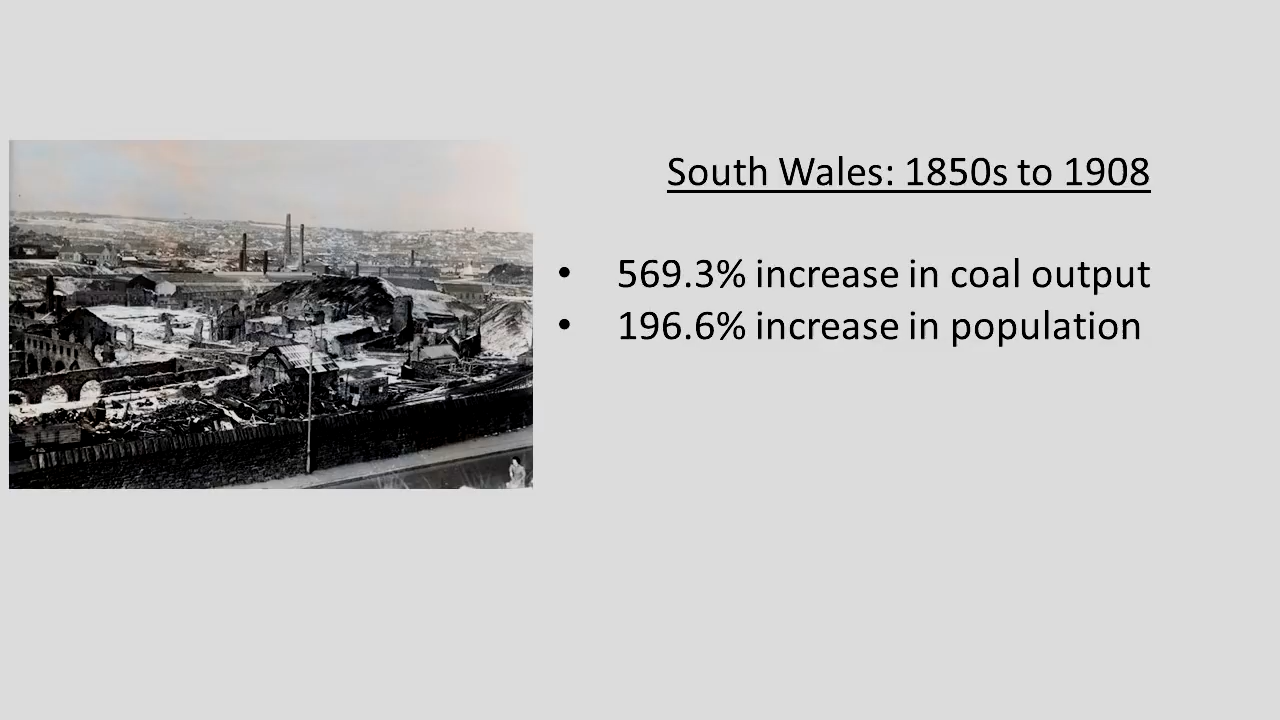 South Wales: 1850s to 1908
• 569.3% increase in coal output
• 196.6% increase in population